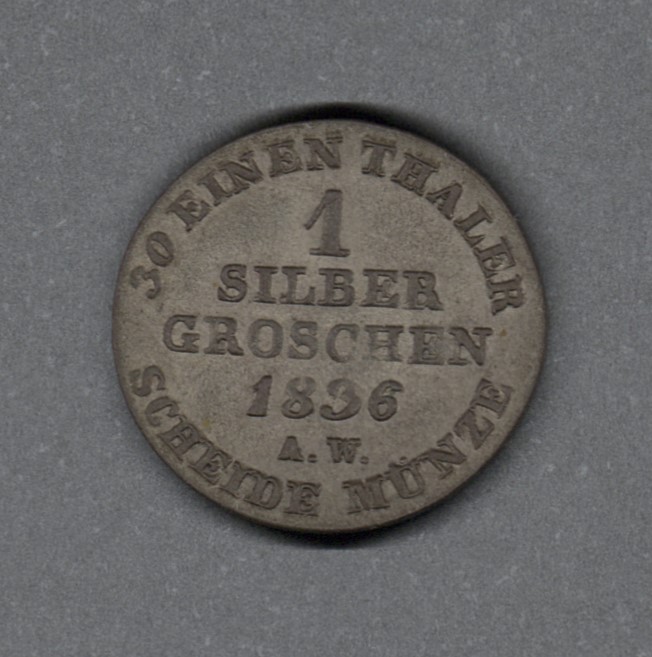 30 EINEN THALER
1
SILBER
GROSCHEN
1836
A. W.
SCHEIDE MÜNZE